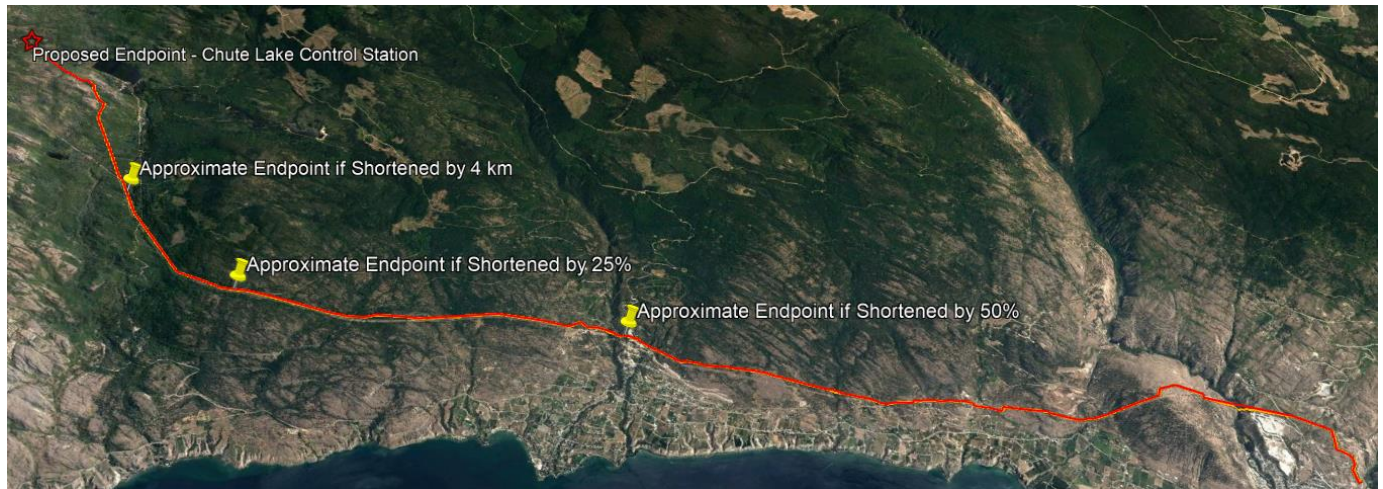 Proposed Endpoint - Chute Lake Control Station
Approximate Endpoint if Shortened by 4 km
Approximate Endpoint if Shortened by 25%
Approximate Endpoint if Shortened by 50%